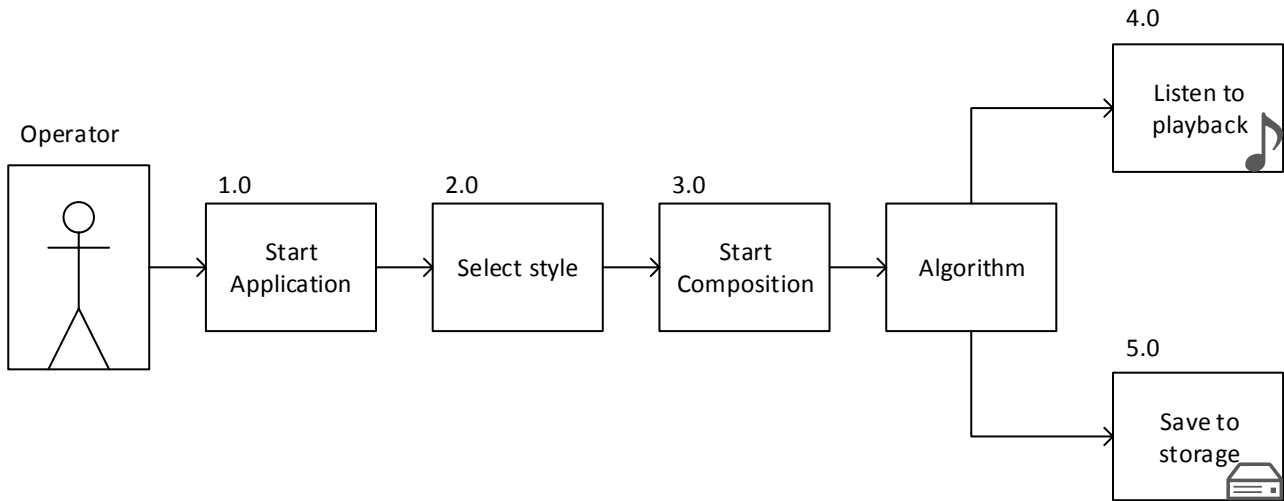 Operator
1.0
Start
Application
2.0
Select style
3.0
Start
Composition
Algorithm
4.0
Listen to
playback
5.0
Save to
storage